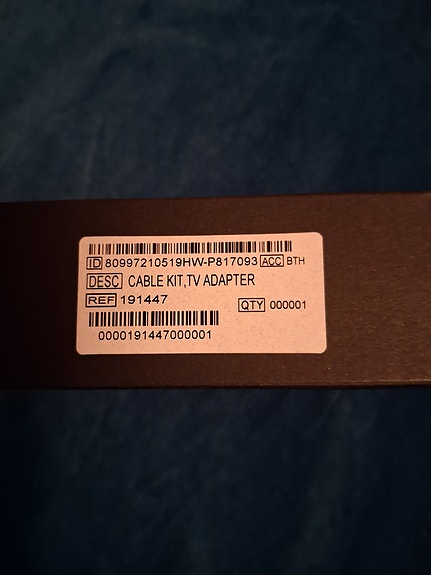 ID 80997210519HW-P817093 ACC BTH
DESC CABLE KIT,TV ADAPTER
REF 191447
QTY 000001
0000191447000001